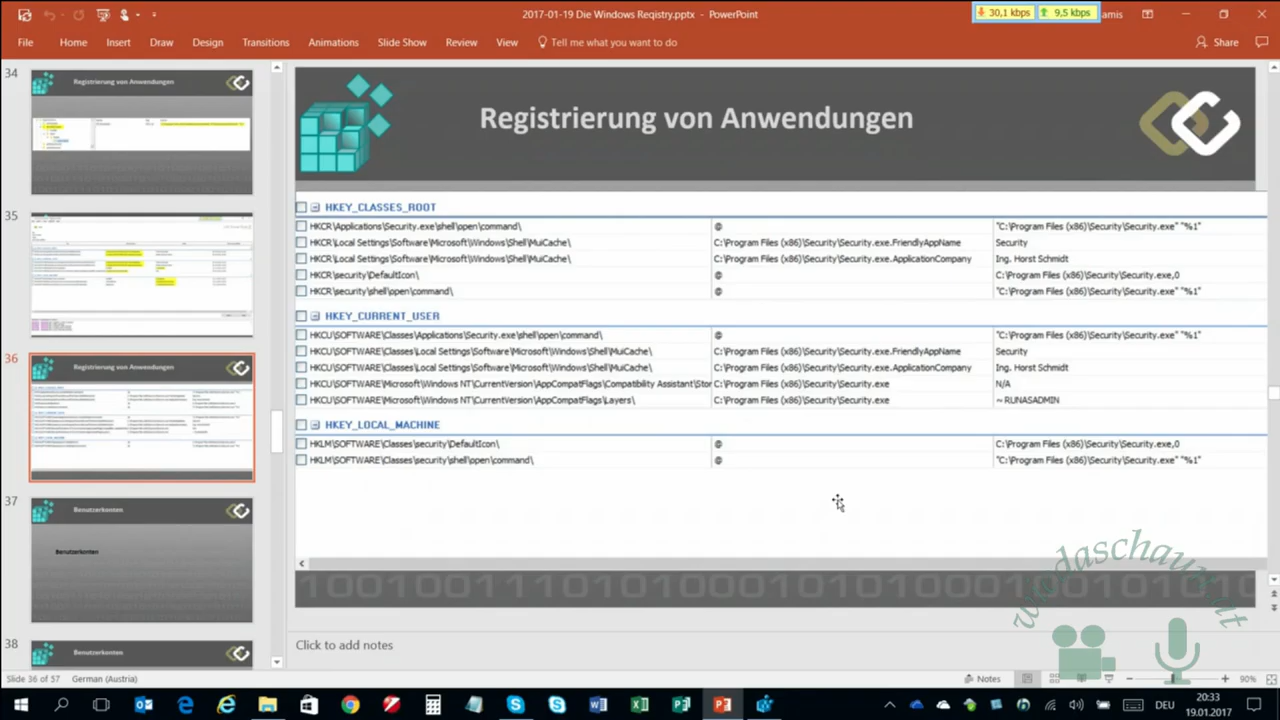 2017-01-19 Die Windows Registry.pptx - PowerPoint
30,1 kbps
9,5 kbps
amis
File Home Insert Draw Design Transitions Animations Slide Show Review View Tell me what you want to do
Share
34
Registrierung von Anwendungen
35
36
Registrierung von Anwendungen
37
Benutzerkonten
Benutzerkonten
38
Benutzerkonten
Registrierung von Anwendungen
HKEY_CLASSES_ROOT
HKCR\Applications\Security.exe\shell\open\command\ @ "C:\Program Files (x86)\Security\Security.exe" "%1"
HKCR\Local Settings\Software\Microsoft\Windows\Shell\MuiCache\ C:\Program Files (x86)\Security\Security.exe.FriendlyAppName Security
HKCR\Local Settings\Software\Microsoft\Windows\Shell\MuiCache\ C:\Program Files (x86)\Security\Security.exe.ApplicationCompany Ing. Horst Schmidt
HKCR\security\DefaultIcon\ @ C:\Program Files (x86)\Security\Security.exe,0
HKCR\security\shell\open\command\ @ "C:\Program Files (x86)\Security\Security.exe" "%1"
HKEY_CURRENT_USER
HKCU\SOFTWARE\Classes\Applications\Security.exe\shell\open\command\ @ "C:\Program Files (x86)\Security\Security.exe" "%1"
HKCU\SOFTWARE\Classes\Local Settings\Software\Microsoft\Windows\Shell\MuiCache\ C:\Program Files (x86)\Security\Security.exe.FriendlyAppName Security
HKCU\SOFTWARE\Classes\Local Settings\Software\Microsoft\Windows\Shell\MuiCache\ C:\Program Files (x86)\Security\Security.exe.ApplicationCompany Ing. Horst Schmidt
HKCU\SOFTWARE\Microsoft\Windows NT\CurrentVersion\AppCompatFlags\Compatibility Assistant\Stor C:\Program Files (x86)\Security\Security.exe N/A
HKCU\SOFTWARE\Microsoft\Windows NT\CurrentVersion\AppCompatFlags\Layers\ C:\Program Files (x86)\Security\Security.exe ~ RUNASADMIN
HKEY_LOCAL_MACHINE
HKLM\SOFTWARE\Classes\security\DefaultIcon\ @ C:\Program Files (x86)\Security\Security.exe,0
HKLM\SOFTWARE\Classes\security\shell\open\command\ @ "C:\Program Files (x86)\Security\Security.exe" "%1"
Click to add notes
Slide 36 of 57 German (Austria) Notes 90%
DEU
20:33
19.01.2017